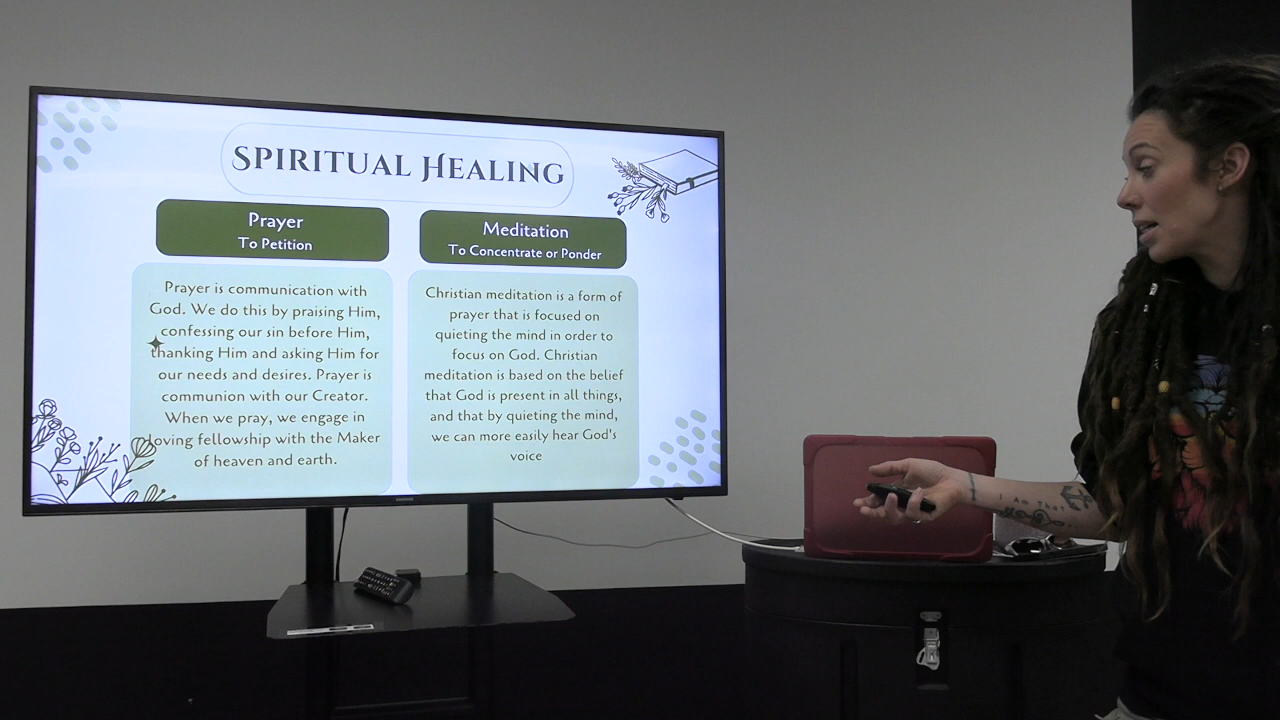 SPIRITUAL HEALING
Prayer
To Petition
Prayer is communication with
God. We do this by praising Him,
confessing our sin before Him,
thanking Him and asking Him for
our needs and desires. Prayer is
communion with our Creator.
When we pray, we engage in
loving fellowship with the Maker
of heaven and earth.
Meditation
To Concentrate or Ponder
Christian meditation is a form of
prayer that is focused on
quieting the mind in order to
focus on God. Christian
meditation is based on the belief
that God is present in all things,
and that by quieting the mind,
we can more easily hear God's
voice
SAMSUNG
I Am That